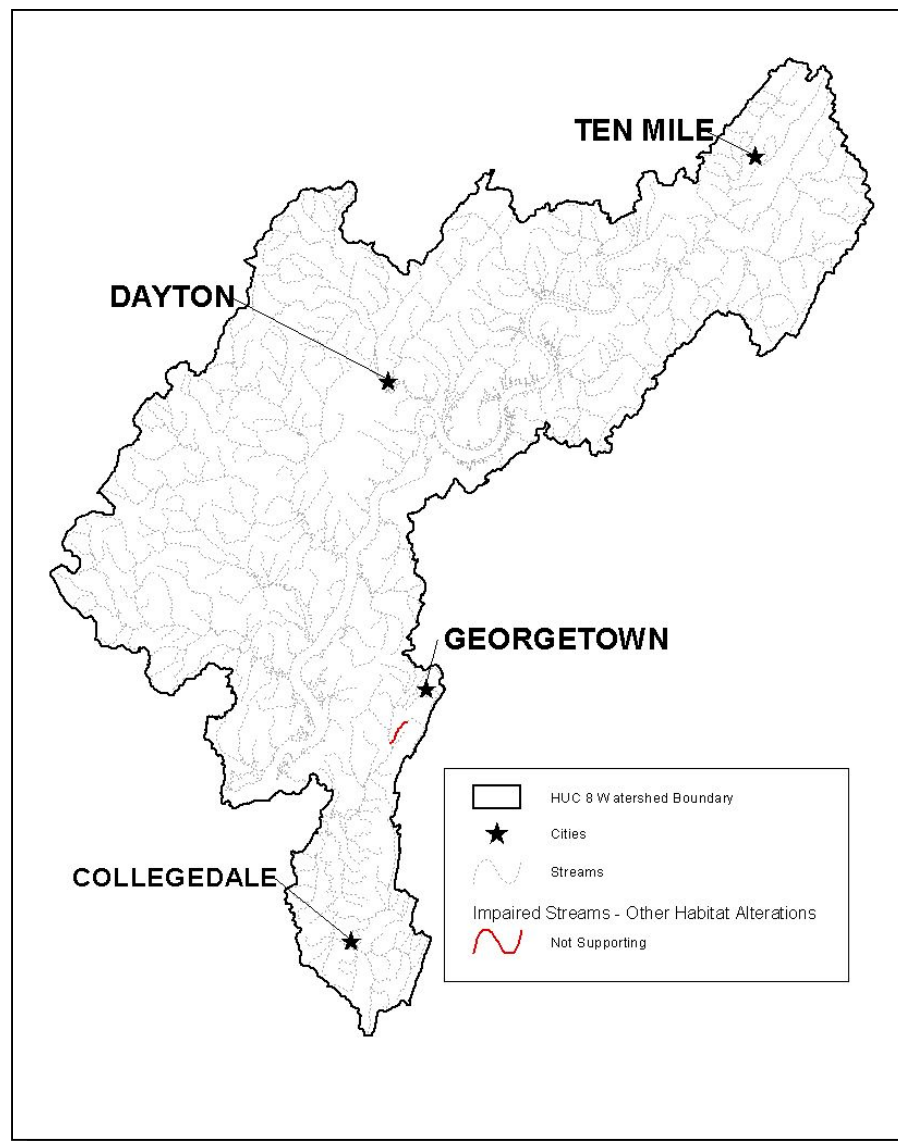 TEN MILE
DAYTON
GEORGETOWN
COLLEGEDALE
HUC 8 Watershed Boundary
Cities
Streams
Impaired Streams - Other Habitat Alterations
Not Supporting